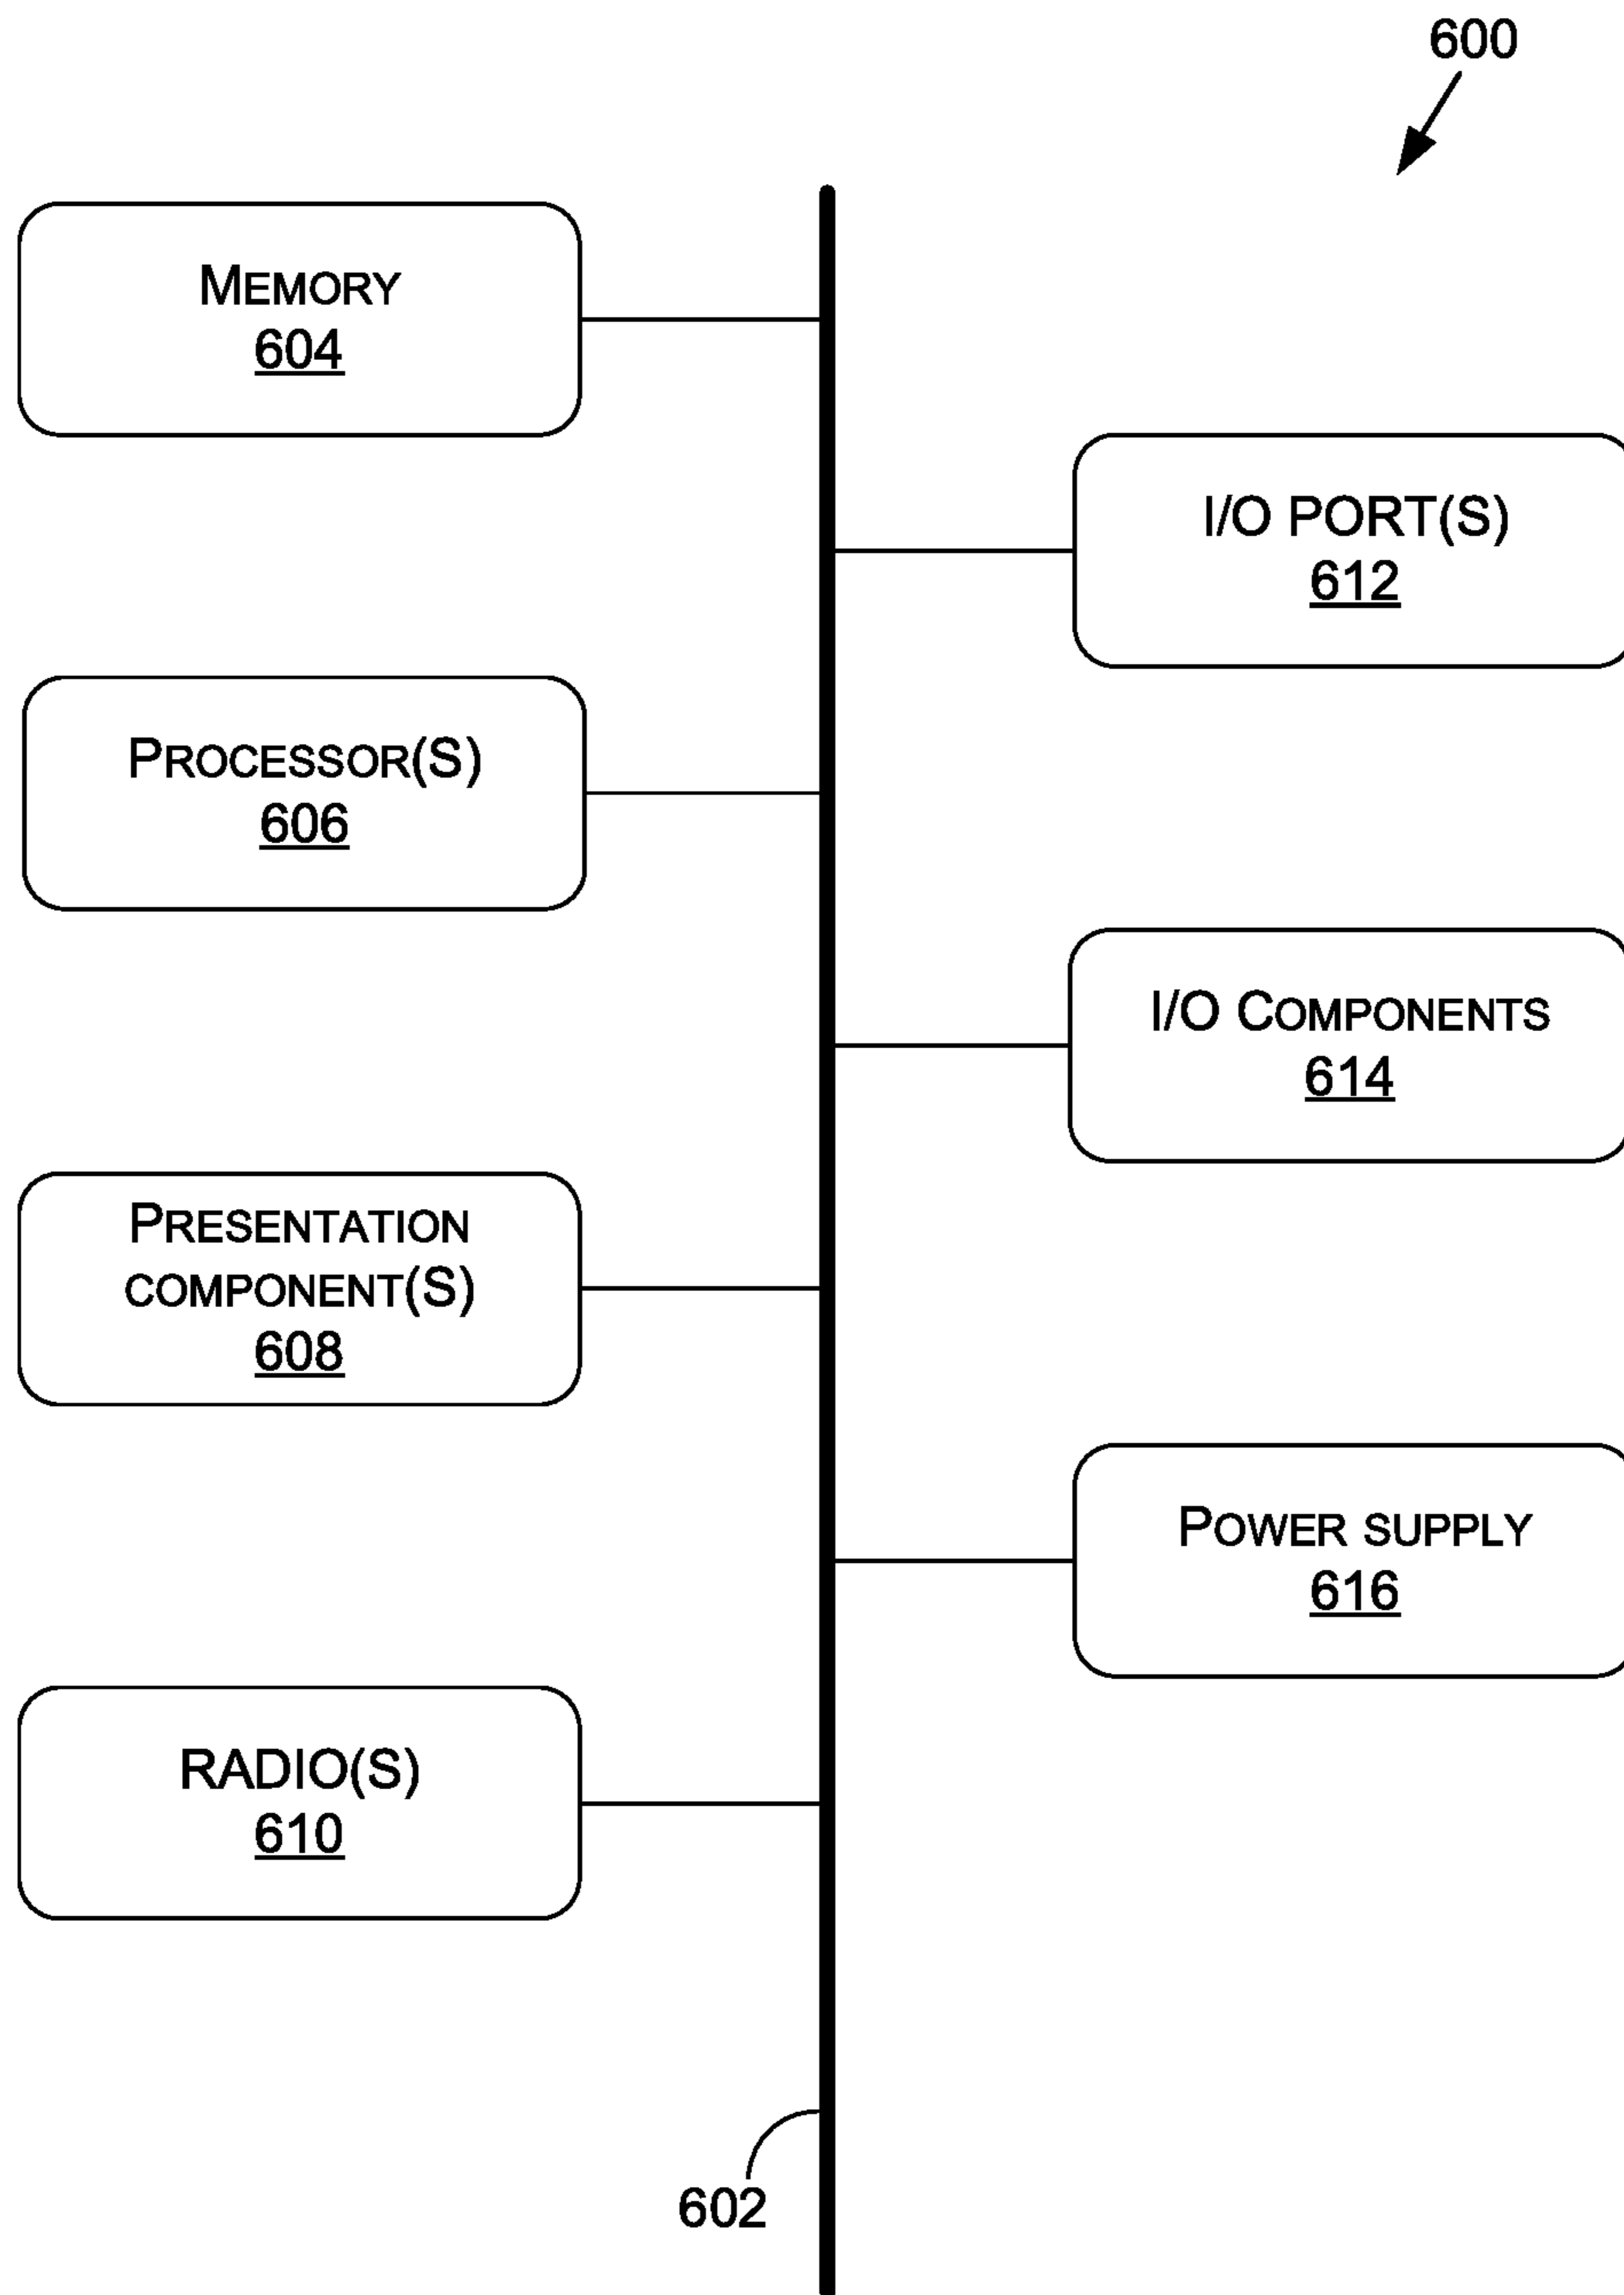 600
MEMORY
604
I/O PORT(S)
612
PROCESSOR(S)
606
I/O COMPONENTS
614
PRESENTATION
COMPONENT(S)
608
POWER SUPPLY
616
RADIO(S)
610
602